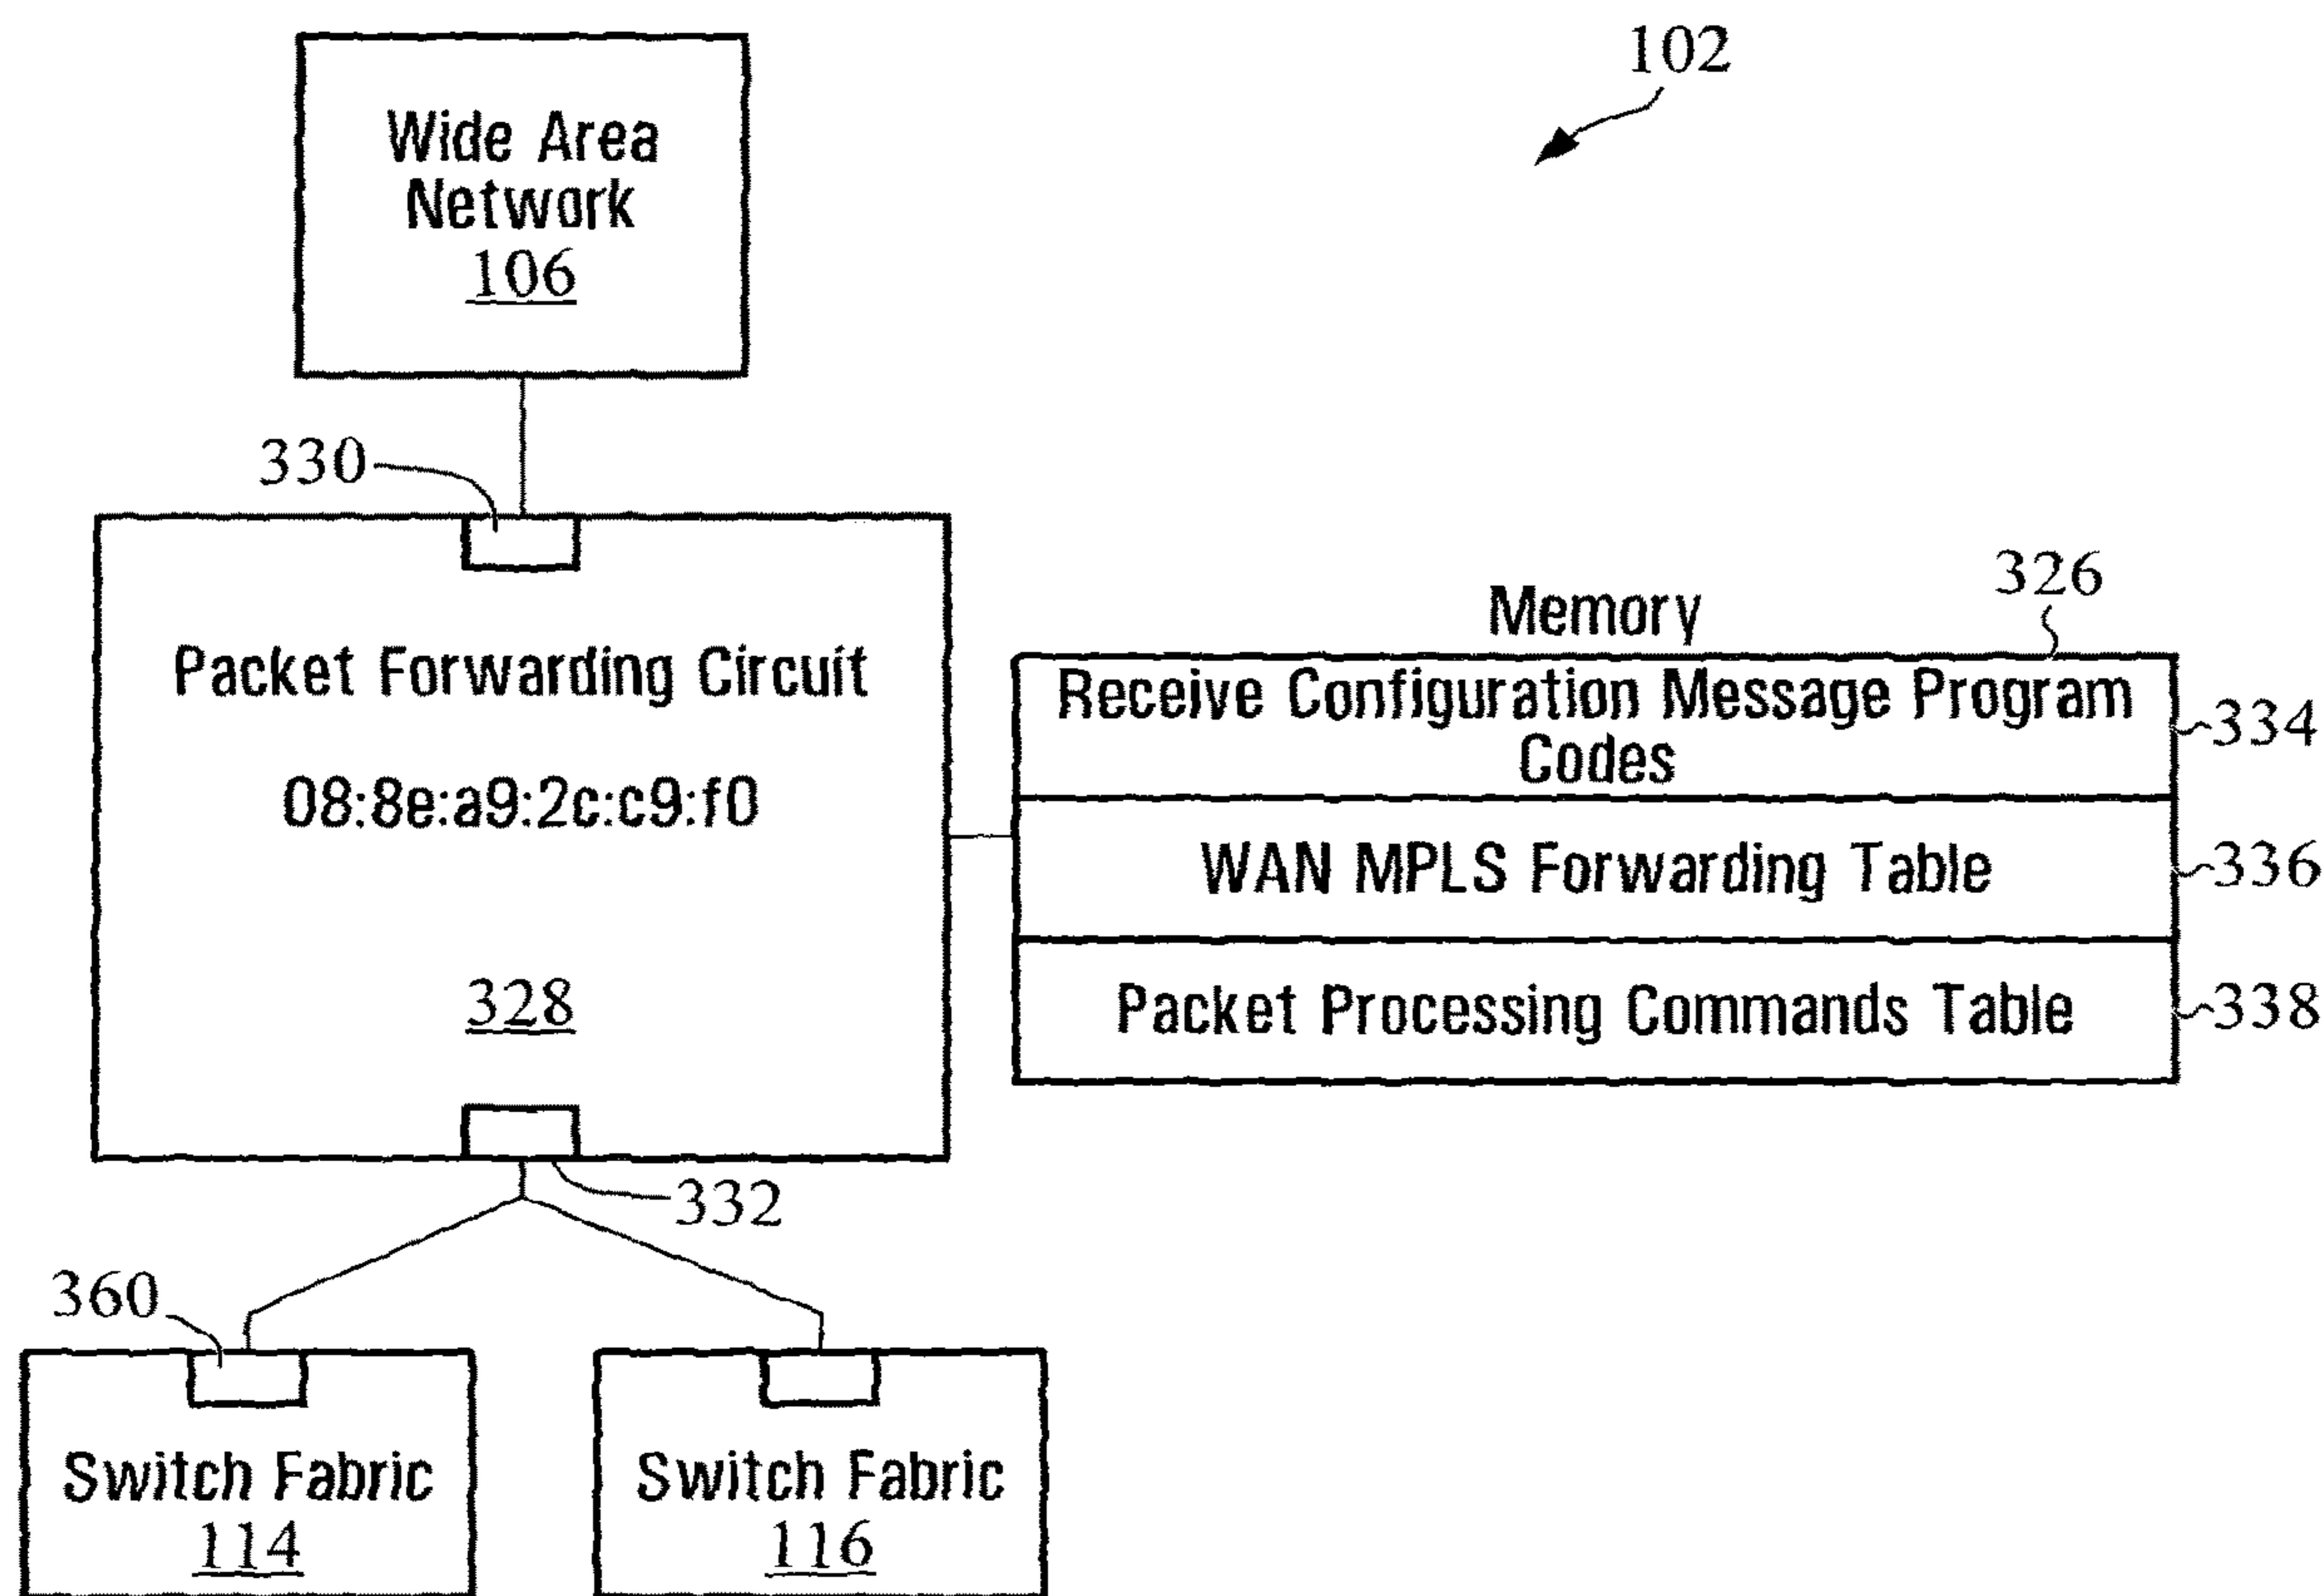 102
Wide Area
Network
106
330
Packet Forwarding Circuit
08:8e:a9:2c:c9:f0
328
332
Memory
326
Receive Configuration Message Program
Codes
334
WAN MPLS Forwarding Table
336
Packet Processing Commands Table
338
360
Switch Fabric
114
Switch Fabric
116